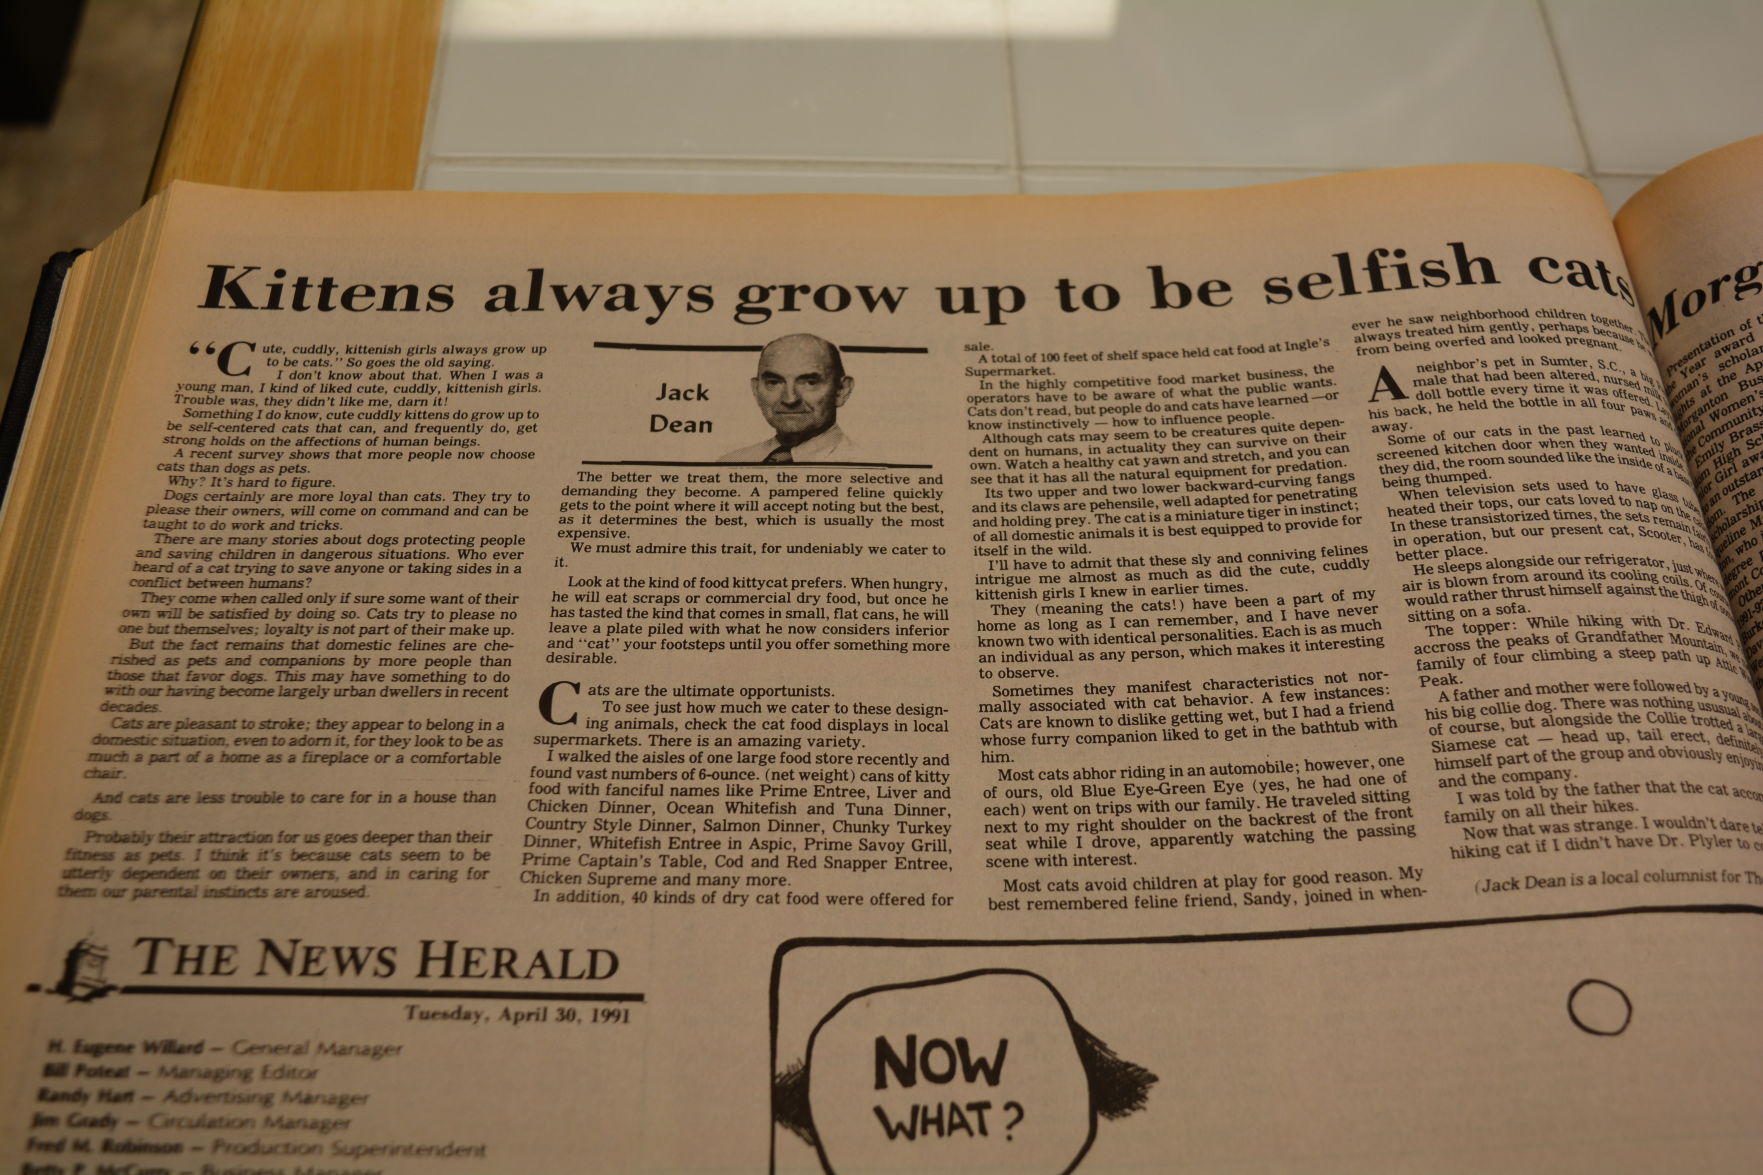 Kittens always grow up to be selfish cats
"Cute, cuddly, kittenish girls always grow up
to be cats." So goes the old saying.
I don't know about that. When I was a
young man, I kind of liked cute, cuddly, kittenish girls.
Trouble was, they didn't like me, darn it!
Something I do know, cute cuddly kittens do grow up to
be self-centered cats that can, and frequently do, get
strong holds on the affections of human beings.
A recent survey shows that more people now choose
cats than dogs as pets.
Why? It's hard to figure.
Dogs certainly are more loyal than cats. They try to
please their owners, will come on command and can be
taught to do work and tricks.
There are many stories about dogs protecting people
and saving children in dangerous situations. Who ever
heard of a cat trying to save anyone or taking sides in a
conflict between humans?
They come when called only if sure some want of their
own will be satisfied by doing so. Cats try to please no
one but themselves; loyalty is not part of their make up.
But the fact remains that domestic felines are che-
rished as pets and companions by more people than
those that favor dogs. This may have something to do
with our having become largely urban dwellers in recent
decades.
Cats are pleasant to stroke; they appear to belong in a
domestic situation, even to adorn it, for they look to be as
much a part of a home as a fireplace or a comfortable
chair.
And cats are less trouble to care for in a house than
dogs.
Probably their attraction for us goes deeper than their
fitness as pets. I think it's because cats seem to be
utterly dependent on their owners, and in caring for
them our parental instincts are aroused.
Jack
Dean
The better we treat them, the more selective and
demanding they become. A pampered feline quickly
gets to the point where it will accept noting but the best,
as it determines the best, which is usually the most
expensive.
We must admire this trait, for undeniably we cater to
it.
Look at the kind of food kittycat prefers. When hungry,
he will eat scraps or commercial dry food, but once he
has tasted the kind that comes in small, flat cans, he will
leave a plate piled with what he now considers inferior
and "cat" your footsteps until you offer something more
desirable.
Cats are the ultimate opportunists.
To see just how much we cater to these design-
ing animals, check the cat food displays in local
supermarkets. There is an amazing variety.
I walked the aisles of one large food store recently and
found vast numbers of 6-ounce. (net weight) cans of kitty
food with fanciful names like Prime Entree, Liver and
Chicken Dinner, Ocean Whitefish and Tuna Dinner,
Country Style Dinner, Salmon Dinner, Chunky Turkey
Dinner, Whitefish Entree in Aspic, Prime Savoy Grill,
Prime Captain's Table, Cod and Red Snapper Entree,
Chicken Supreme and many more.
In addition, 40 kinds of dry cat food were offered for
sale.
A total of 100 feet of shelf space held cat food at Ingle's
Supermarket.
In the highly competitive food market business, the
operators have to be aware of what the public wants.
Cats don't read, but people do and cats have learned — or
know instinctively — how to influence people.
Although cats may seem to be creatures quite depen-
dent on humans, in actuality they can survive on their
own. Watch a healthy cat yawn and stretch, and you can
see that it has all the natural equipment for predation.
Its two upper and two lower backward-curving fangs
and its claws are pehensile, well adapted for penetrating
and holding prey. The cat is a miniature tiger in instinct;
of all domestic animals it is best equipped to provide for
itself in the wild.
I'll have to admit that these sly and conniving felines
intrigue me almost as much as did the cute, cuddly
kittenish girls I knew in earlier times.
They (meaning the cats!) have been a part of my
home as long as I can remember, and I have never
known two with identical personalities. Each is as much
an individual as any person, which makes it interesting
to observe.
Sometimes they manifest characteristics not nor-
mally associated with cat behavior. A few instances:
Cats are known to dislike getting wet, but I had a friend
whose furry companion liked to get in the bathtub with
him.
Most cats abhor riding in an automobile; however, one
of ours, old Blue Eye-Green Eye (yes, he had one of
each) went on trips with our family. He traveled sitting
next to my right shoulder on the backrest of the front
seat while I drove, apparently watching the passing
scene with interest.
Most cats avoid children at play for good reason. My
best remembered feline friend, Sandy, joined in when-
ever he saw neighborhood children together.
always treated him gently, perhaps because
from being overfed and looked pregnant.
A neighbor's pet in Sumter, S.C., a big
male that had been altered, nursed
doll bottle every time it was offered.
his back, he held the bottle in all four paws
away.
Some of our cats in the past learned to
screened kitchen door when they wanted
they did, the room sounded like the inside of a
being thumped.
When television sets used to have glass
heated their tops, our cats loved to nap on the
In these transistorized times, the sets remain
in operation, but our present cat, Scooter, has
better place.
He sleeps alongside our refrigerator, just
air is blown from around its cooling coils. Of
would rather thrust himself against the thigh of
sitting on a sofa.
The topper: While hiking with Dr. Edward
accross the peaks of Grandfather Mountain,
family of four climbing a steep path up Attic
Peak.
A father and mother were followed by a young
his big collie dog. There was nothing ususual
of course, but alongside the Collie trotted a
Siamese cat — head up, tail erect,
himself part of the group and obviously
and the company.
I was told by the father that the cat
family on all their hikes.
Now that was strange. I wouldn't dare
hiking cat if I didn't have Dr. Plyler to
(Jack Dean is a local columnist for
Morg
THE NEWS HERALD
Tuesday, April 30, 1991
H. Eugene Willard — General Manager
Bill Poteat — Managing Editor
Randy Hart — Advertising Manager
Jim Grady — Circulation Manager
Fred M. Robinson — Production Superintendent
Business Manager
NOW
WHAT?